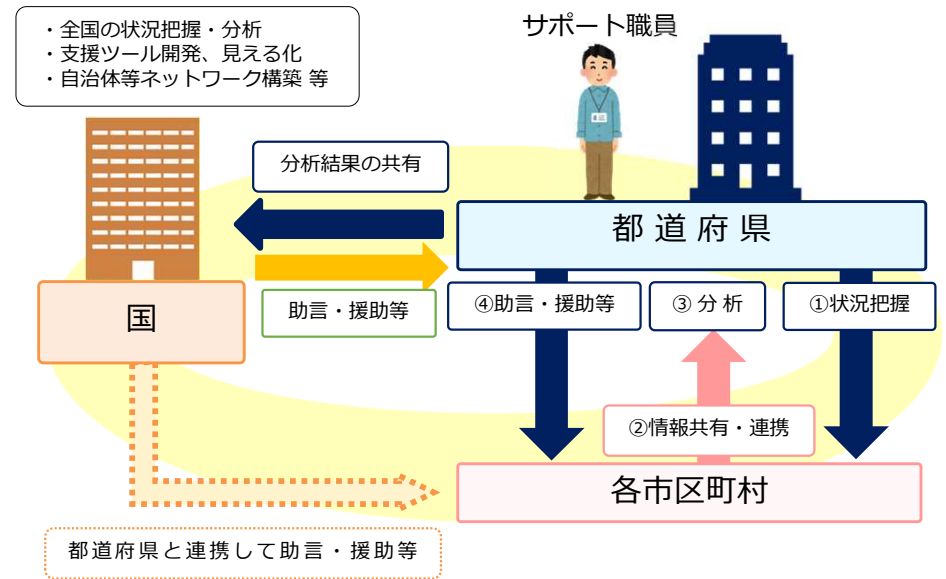 ・全国の状況把握・分析
・支援ツール開発、見える化
・自治体等ネットワーク構築 等
サポート職員
分析結果の共有
都道府県
国
助言・援助等
④助言・援助等
③分析
①状況把握
②情報共有・連携
各市区町村
都道府県と連携して助言・援助等